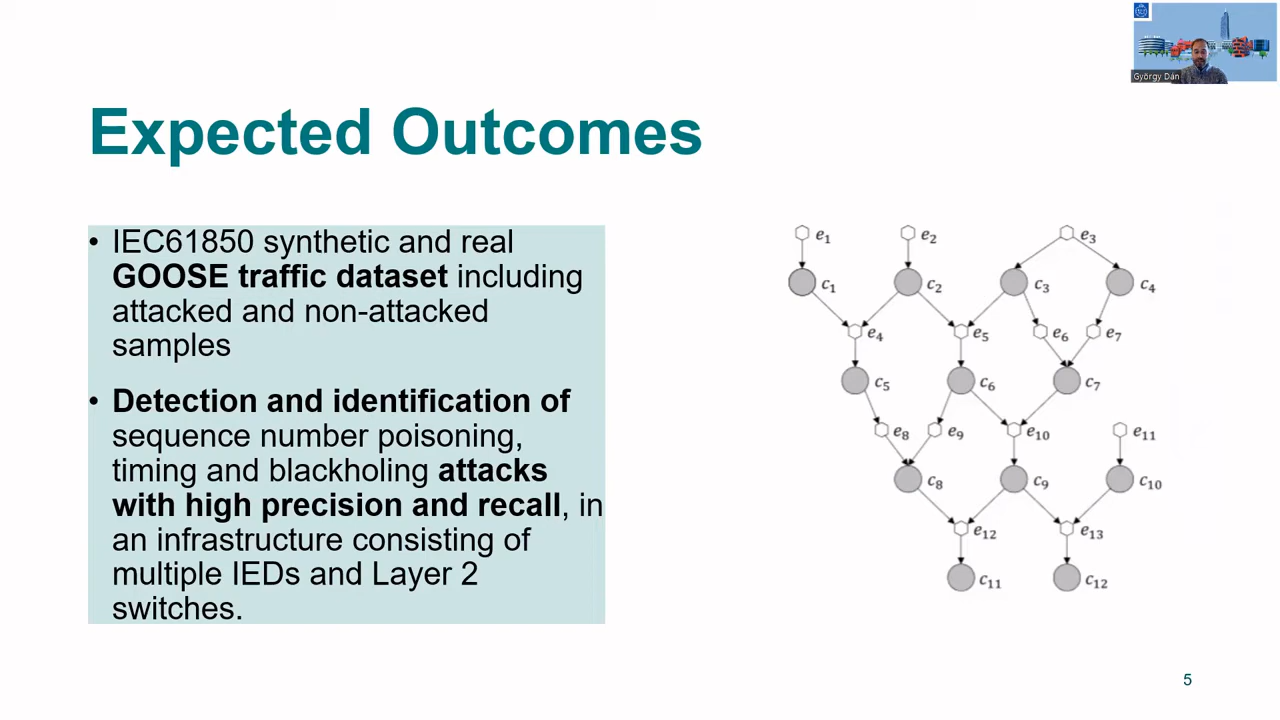 György Dán
Expected Outcomes
• IEC61850 synthetic and real
GOOSE traffic dataset including
attacked and non-attacked
samples
• Detection and identification of
sequence number poisoning,
timing and blackholing attacks
with high precision and recall, in
an infrastructure consisting of
multiple IEDs and Layer 2
switches.
e1 e2 e3
c1 c2 c3 c4
e4 e5 e6 e7
c5 c6 c7
e8 e9 e10 e11
c8 c9 c10
e12 e13
c11 c12
5